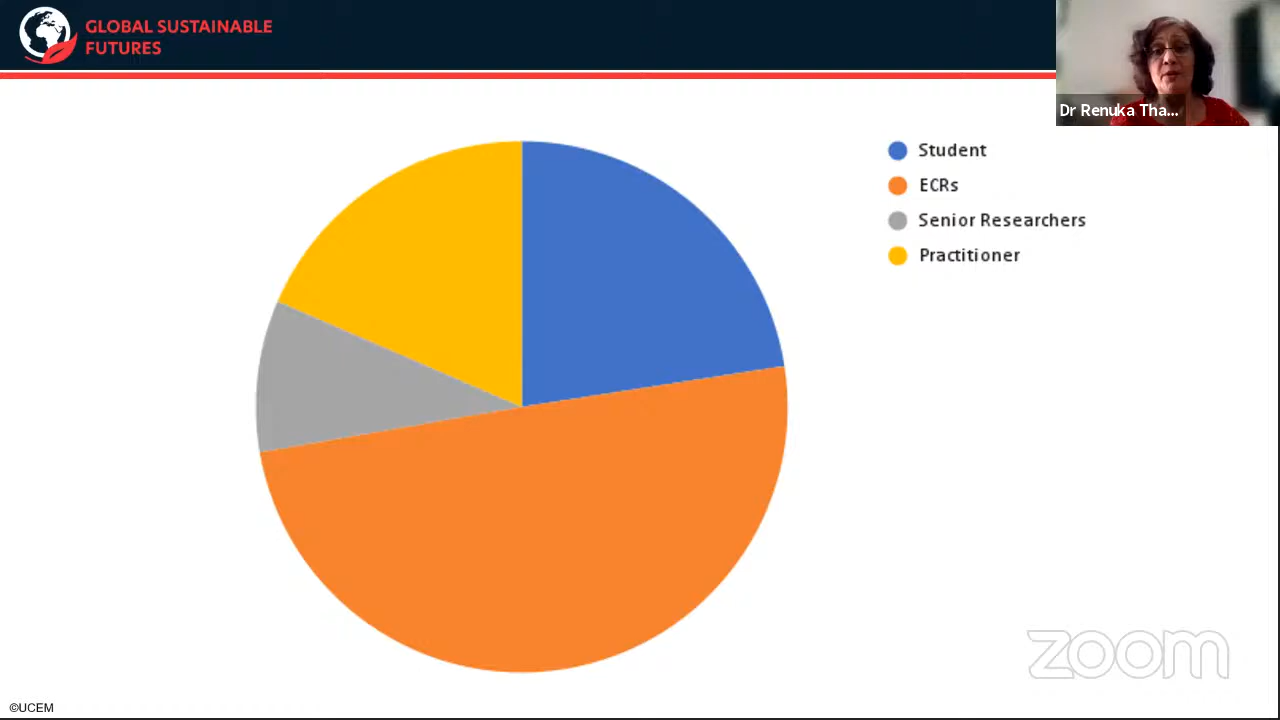 GLOBAL SUSTAINABLE
FUTURES
Dr Renuka Tha...
Student
ECRs
Senior Researchers
Practitioner
zoom
©UCEM